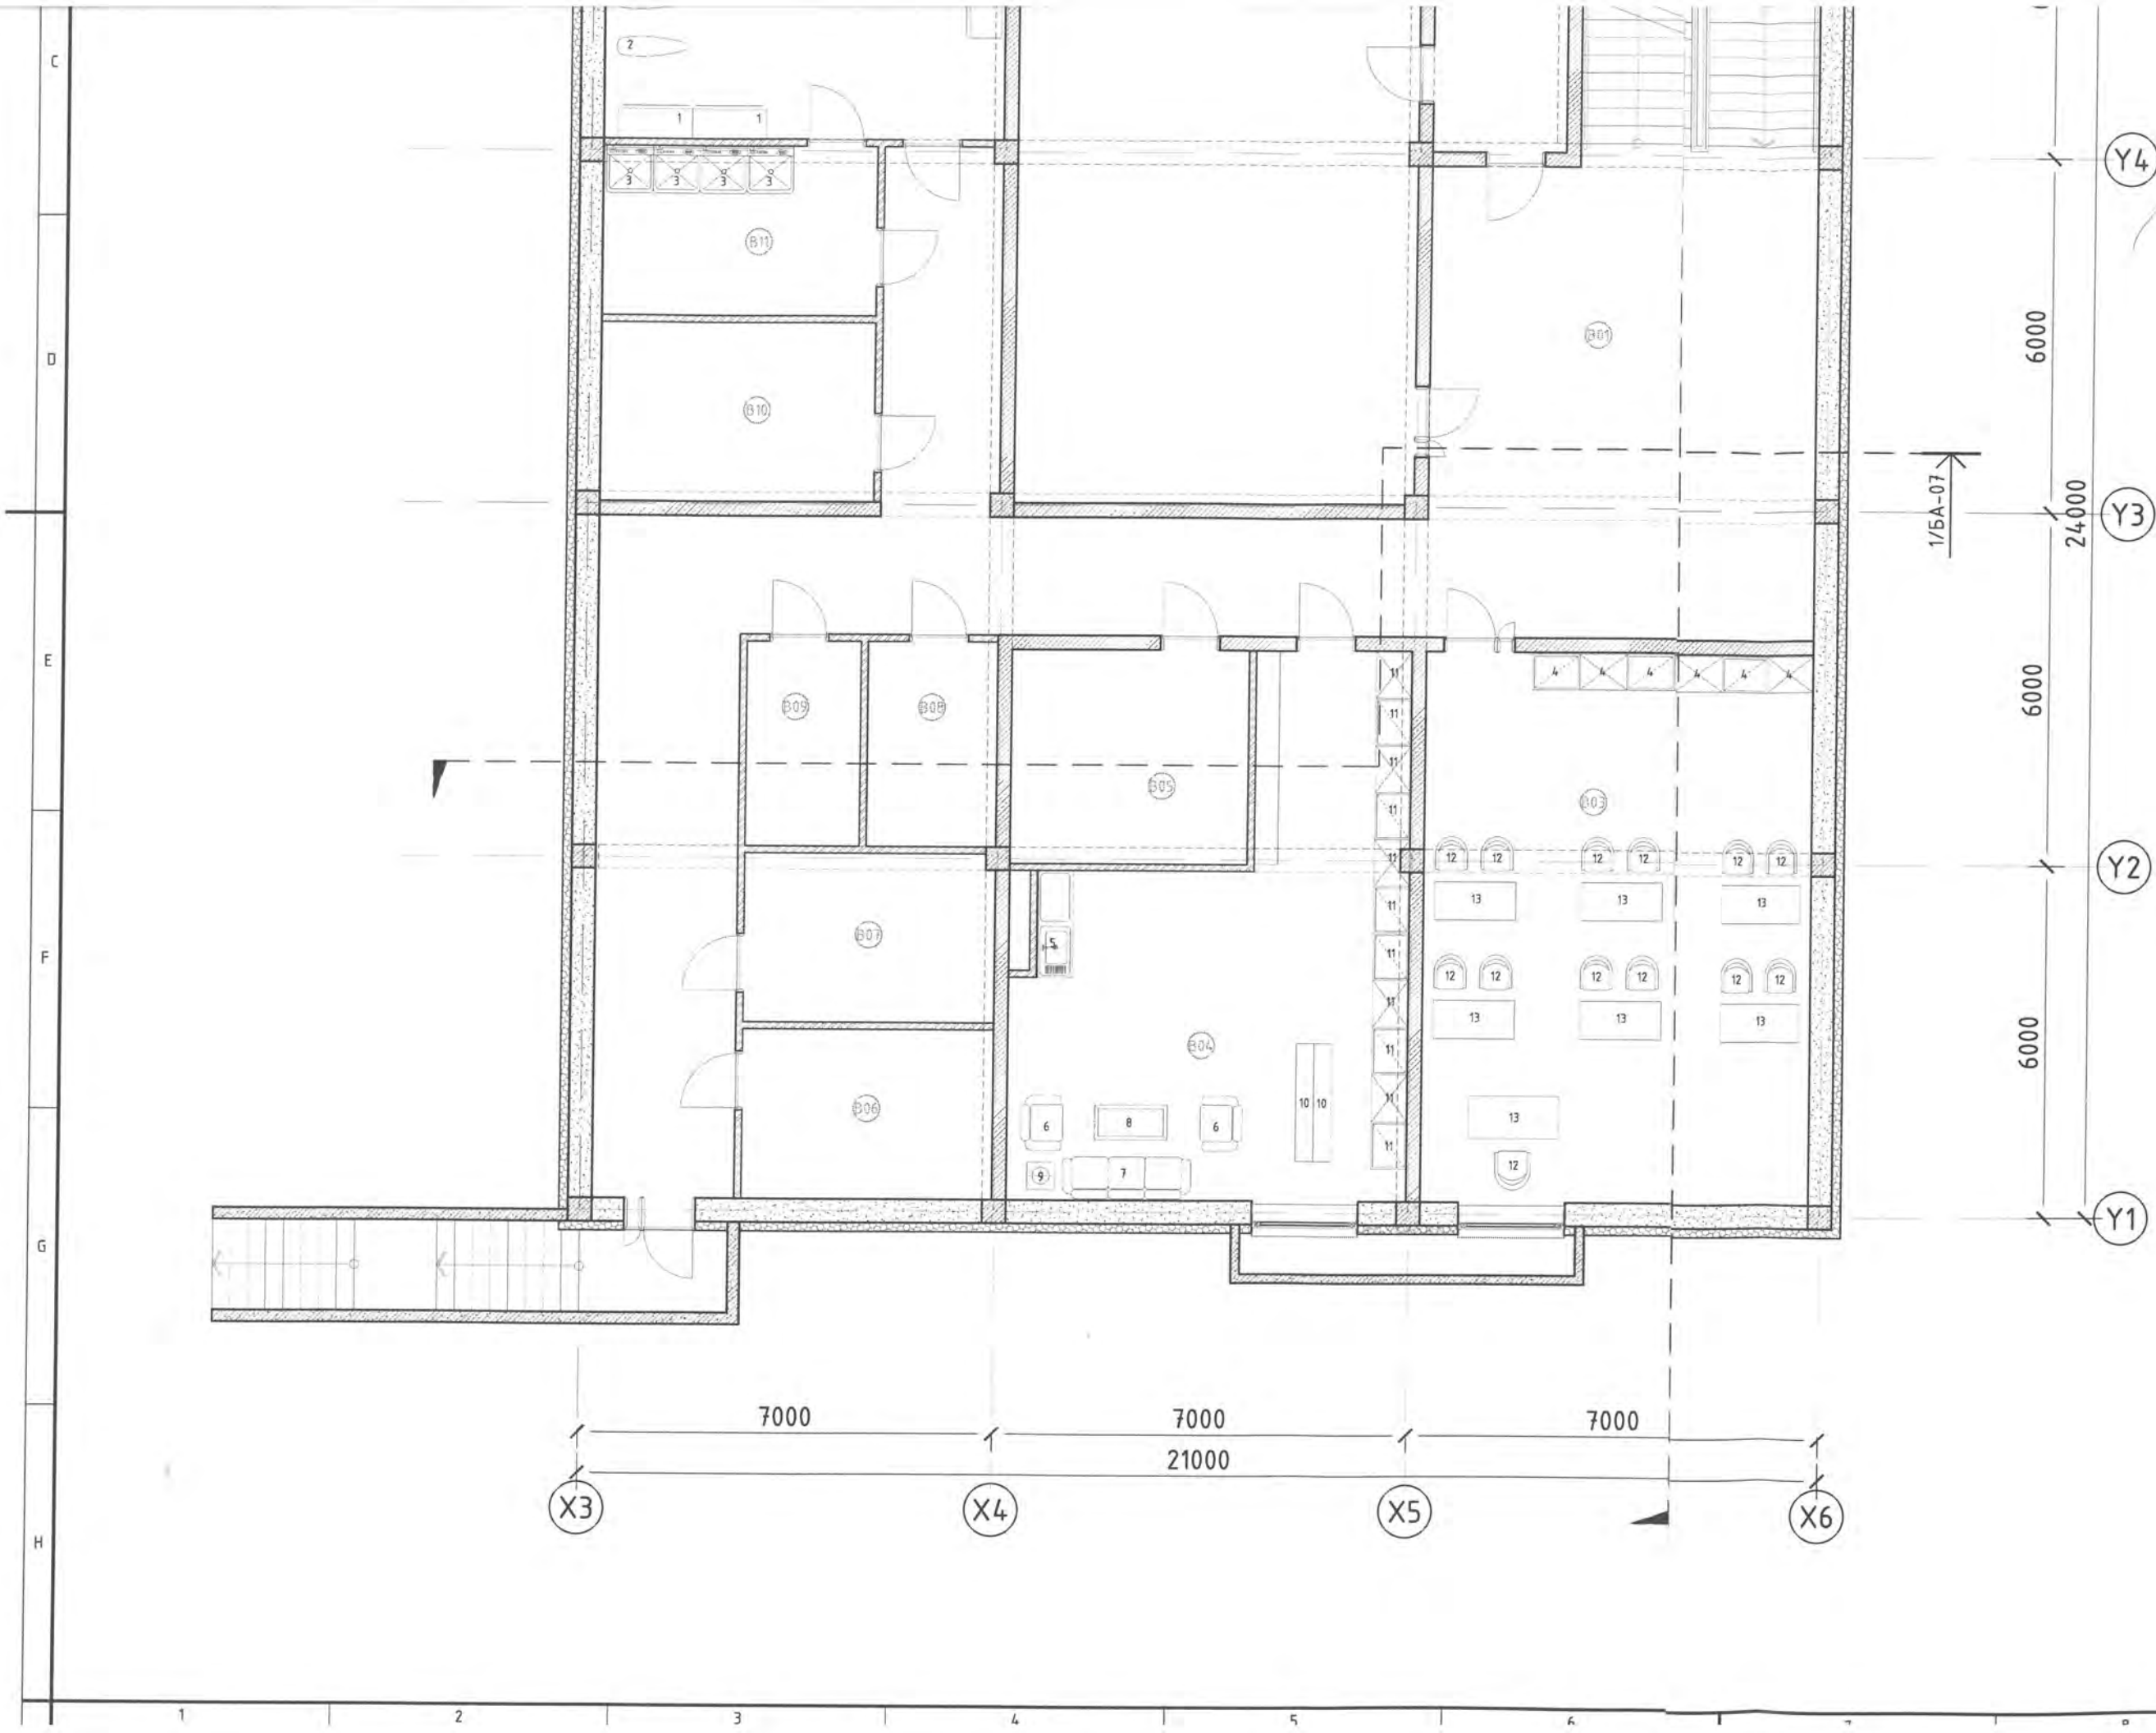 C
2
1 1
Y4
3 3 3 3
B11
B01
6000
D
B10
1/БА-07
24000
Y3
E
4 4 4 4 4 4
11
B09
B08
11
6000
11
B05
B03
11
12 12 12 12 12 12
11
Y2
13 13 13
11
B07
5
11
F
12 12 12 12 12 12
11
13 13 13
B04
11
6000
B06
10 10
11
13
6 8 6
11
9 7
12
Y1
G
7000 7000 7000
21000
X3 X4 X5 X6
H
1 2 3 4 5 6